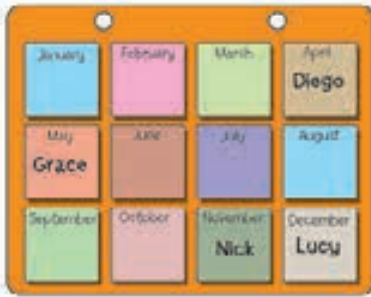 January February March April
Diego
May June July August
Grace
September October November December
Nick Lucy